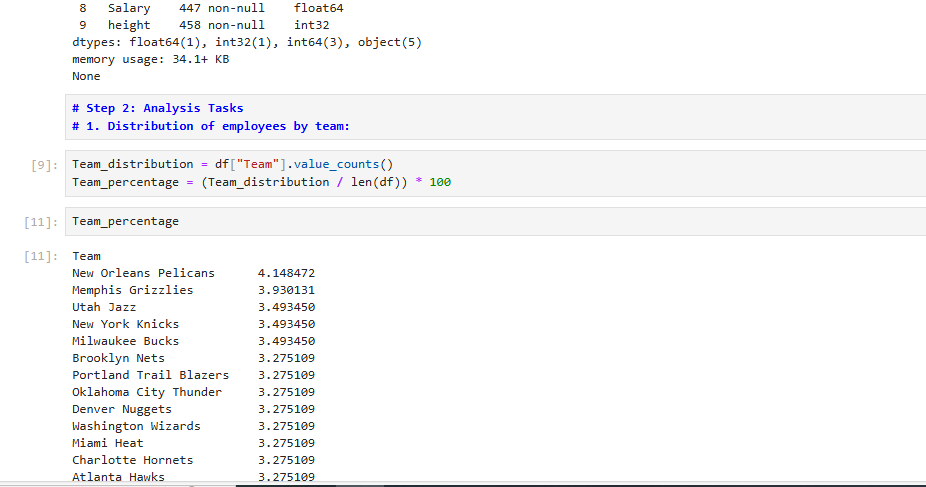 8   Salary    447 non-null    float64
9   height    458 non-null    int32
dtypes: float64(1), int32(1), int64(3), object(5)
memory usage: 34.1+ KB
None
# Step 2: Analysis Tasks
# 1. Distribution of employees by team:
[9]: Team_distribution = df["Team"].value_counts()
Team_percentage = (Team_distribution / len(df)) * 100
[11]: Team_percentage
[11]: Team
New Orleans Pelicans      4.148472
Memphis Grizzlies         3.930131
Utah Jazz                 3.493450
New York Knicks           3.493450
Milwaukee Bucks           3.493450
Brooklyn Nets             3.275109
Portland Trail Blazers    3.275109
Oklahoma City Thunder     3.275109
Denver Nuggets            3.275109
Washington Wizards        3.275109
Miami Heat                3.275109
Charlotte Hornets         3.275109
Atlanta Hawks             3.275109